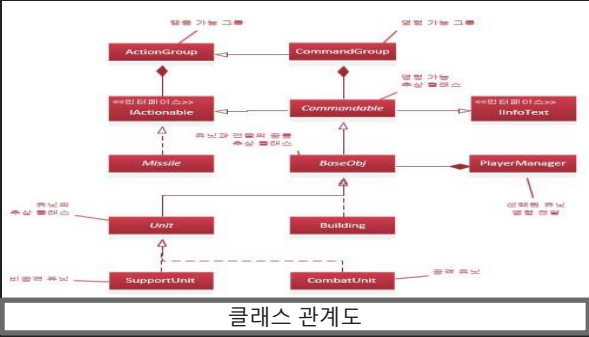 행동 가능 그룹
명령 가능 그룹
ActionGroup
CommandGroup
명령 가능
추상 클래스
<<인터페이스>>
IActionable
Commandable
<<인터페이스>>
IInfoText
유닛과 건물의 공통
추상 클래스
Missile
BaseObj
PlayerManager
유닛의
추상 클래스
선택된 유닛
명령 전달
Unit
Building
비공격 유닛
SupportUnit
CombatUnit
공격 유닛
클래스 관계도